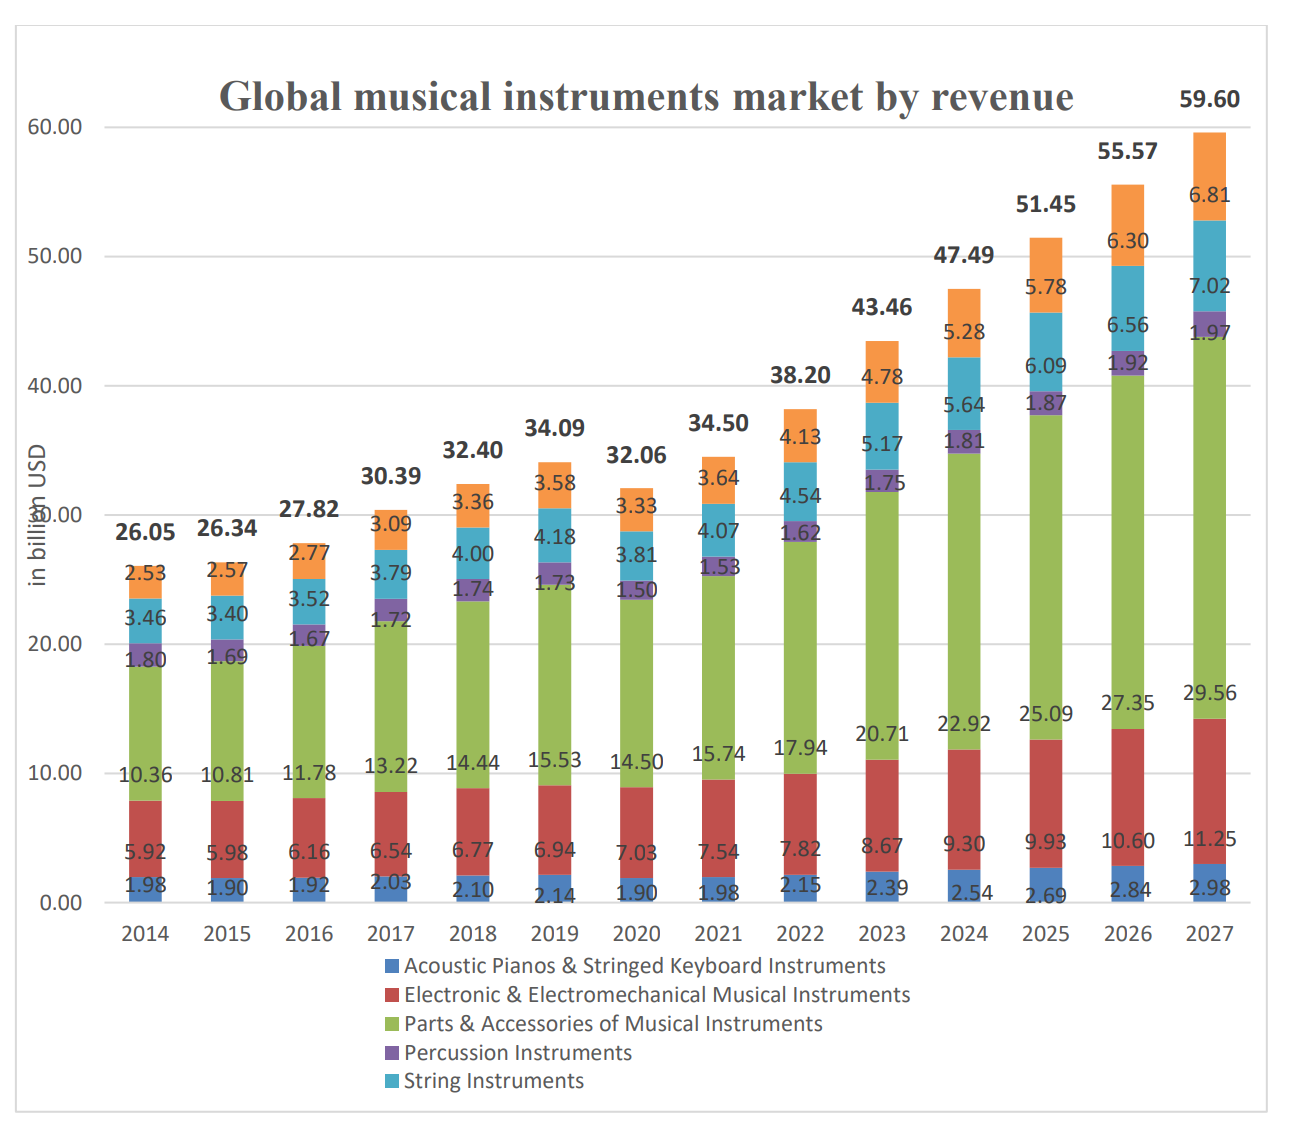 Global musical instruments market by revenue
in billion USD
60.00
50.00
40.00
30.00
20.00
10.00
0.00
26.05 26.34 27.82 30.39 32.40 34.09 32.06 34.50 38.20 43.46 47.49 51.45 55.57 59.60
2.53 2.57 2.77 3.09 3.36 3.58 3.33 3.64 4.13 4.78 5.28 5.78 6.30 6.81
3.46 3.40 3.52 3.79 4.00 4.18 3.81 4.07 4.54 5.17 5.64 6.09 6.56 7.02
1.80 1.69 1.67 1.72 1.74 1.73 1.50 1.53 1.62 1.75 1.81 1.87 1.92 1.97
10.36 10.81 11.78 13.22 14.44 15.53 14.50 15.74 17.94 20.71 22.92 25.09 27.35 29.56
5.92 5.98 6.16 6.54 6.77 6.94 7.03 7.54 7.82 8.67 9.30 9.93 10.60 11.25
1.98 1.90 1.92 2.03 2.10 2.14 1.90 1.98 2.15 2.39 2.54 2.69 2.84 2.98
2014 2015 2016 2017 2018 2019 2020 2021 2022 2023 2024 2025 2026 2027
Acoustic Pianos & Stringed Keyboard Instruments
Electronic & Electromechanical Musical Instruments
Parts & Accessories of Musical Instruments
Percussion Instruments
String Instruments